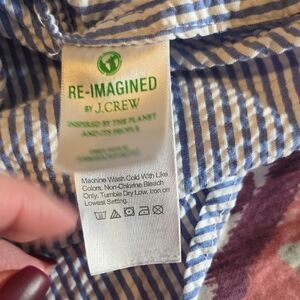 RE-IMAGINED
BY J.CREW
INSPIRED BY THE PLANET
AND ITS PEOPLE
Machine Wash Cold With Like
Colors. Non-Chlorine Bleach
Only. Tumble Dry Low. Iron on
Lowest Setting.